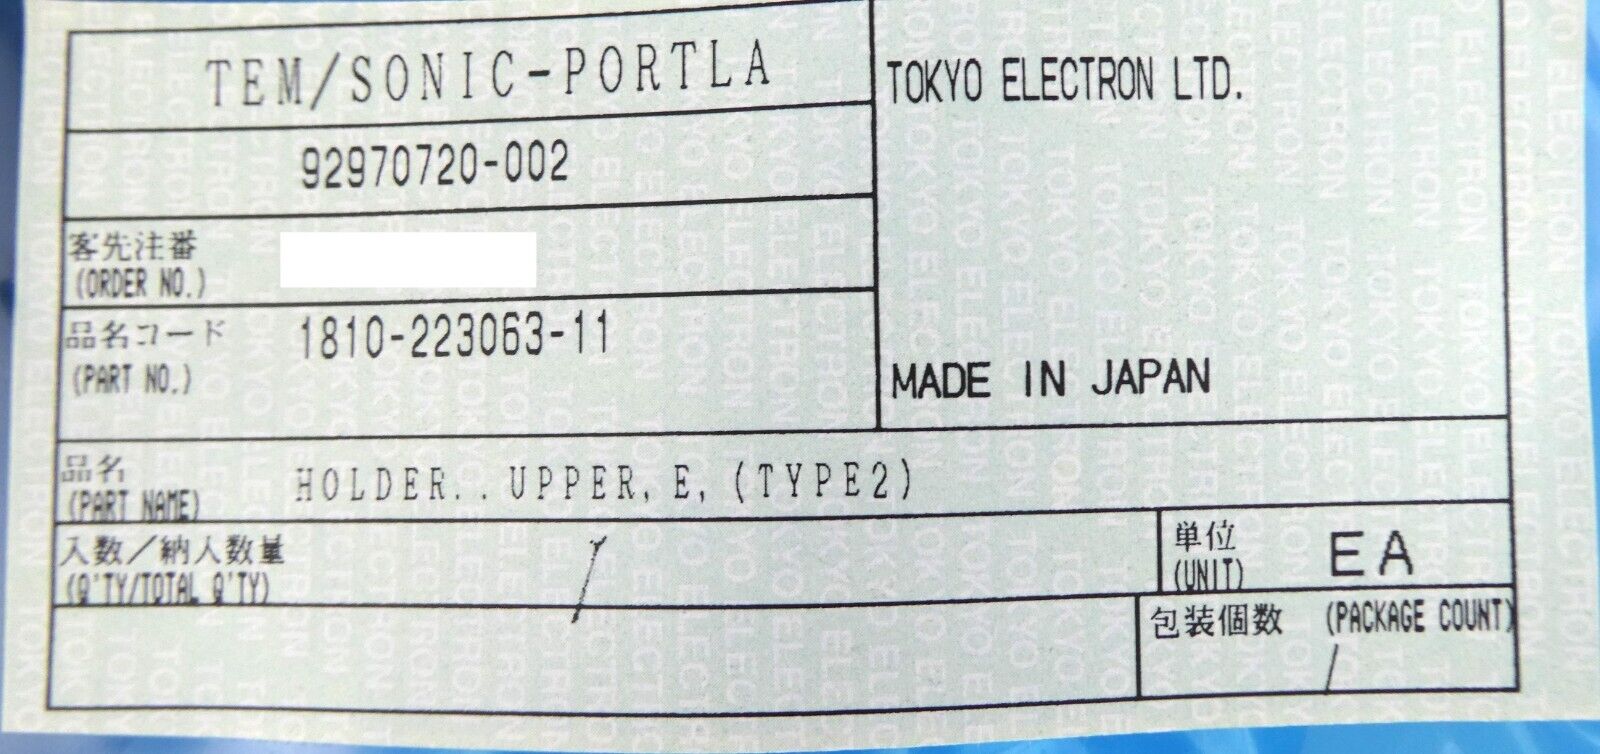 TEM/SONIC-PORTLA
TOKYO ELECTRON LTD.
92970720-002
客先注番
(ORDER NO.)
品名コード
(PART NO.)
1810-223063-11
MADE IN JAPAN
品名
(PART NAME)
HOLDER..UPPER,E,(TYPE2)
入数/納入数量
(Q'TY/TOTAL Q'TY)
/
単位
(UNIT)
EA
包装個数 (PACKAGE COUNT)
/